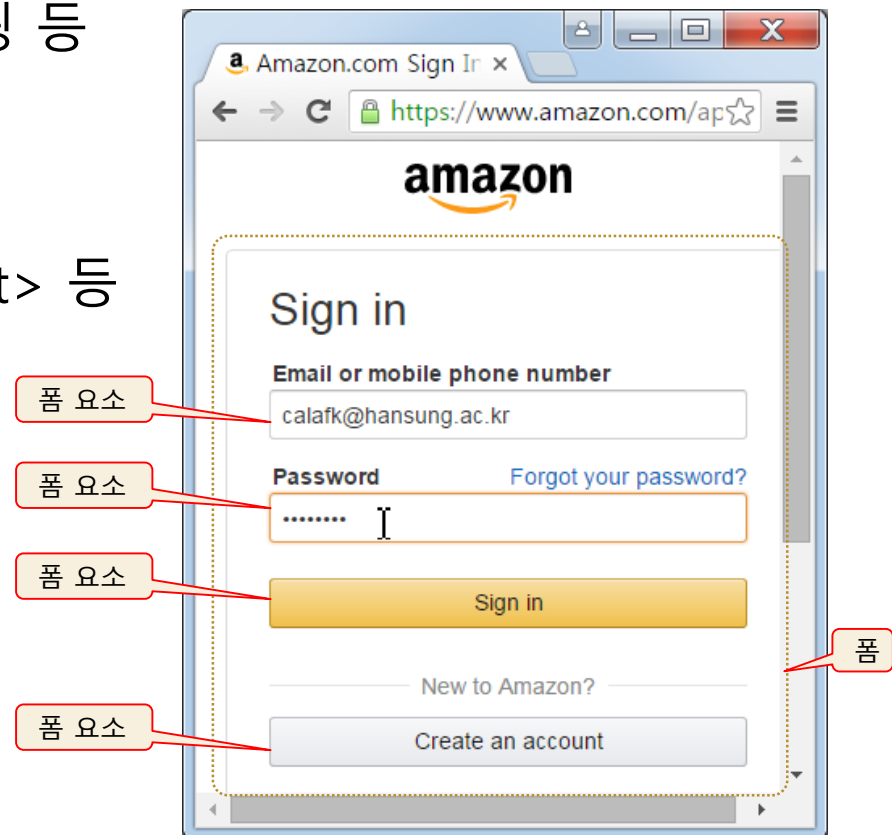 등
Amazon.com Sign In
https://www.amazon.com/ap
amazon
t> 등
Sign in
Email or mobile phone number
폼 요소
calafk@hansung.ac.kr
Password Forgot your password?
폼 요소
••••••••
폼 요소
Sign in
폼
New to Amazon?
폼 요소
Create an account